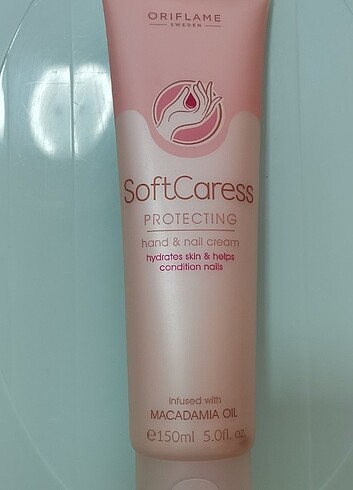 ORIFLAME
SWEDEN
SoftCaress
PROTECTING
hand & nail cream
hydrates skin & helps
condition nails
infused with
MACADAMIA OIL
℮150ml 5.0fl. oz.